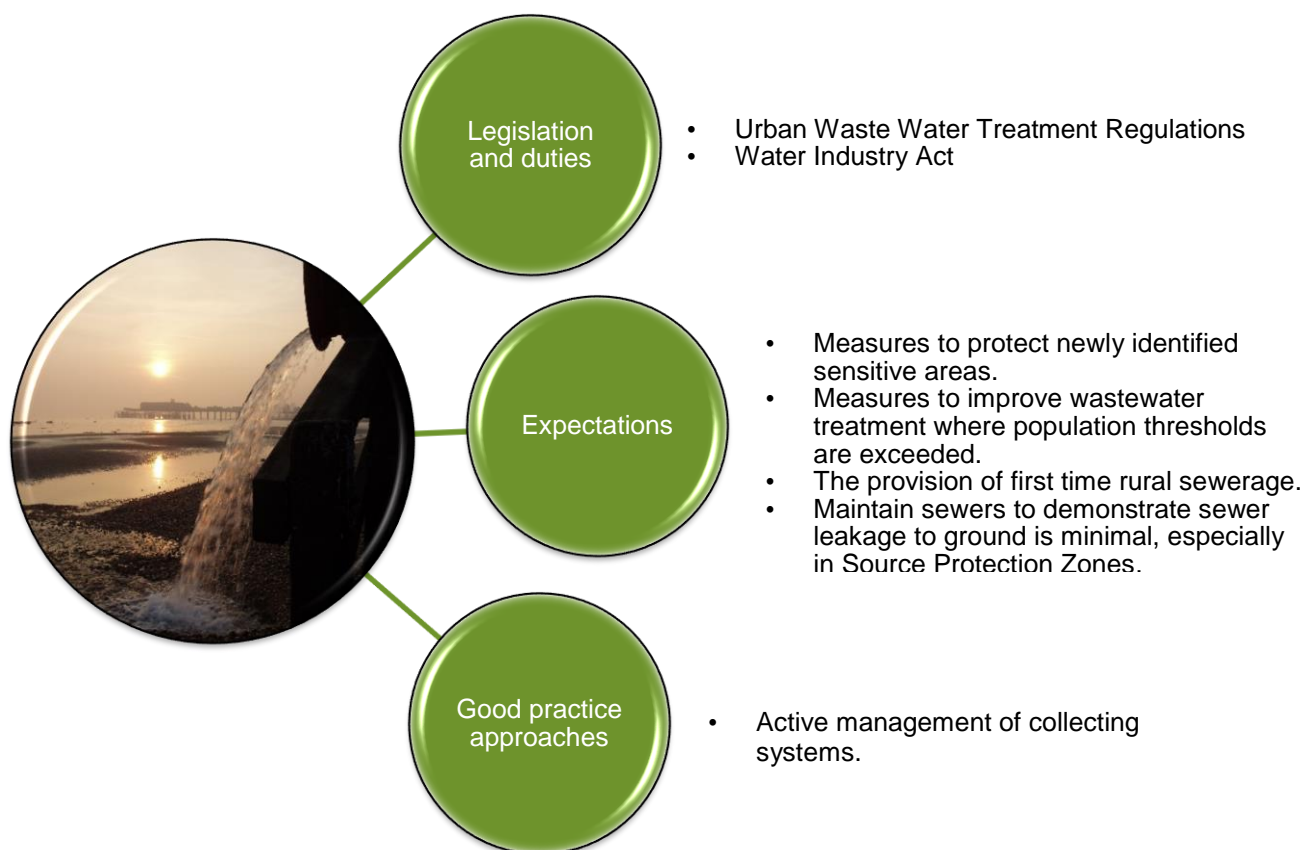 Legislation
and duties
• Urban Waste Water Treatment Regulations
• Water Industry Act
Expectations
• Measures to protect newly identified
sensitive areas.
• Measures to improve wastewater
treatment where population thresholds
are exceeded.
• The provision of first time rural sewerage.
• Maintain sewers to demonstrate sewer
leakage to ground is minimal, especially
in Source Protection Zones.
Good practice
approaches
• Active management of collecting
systems.